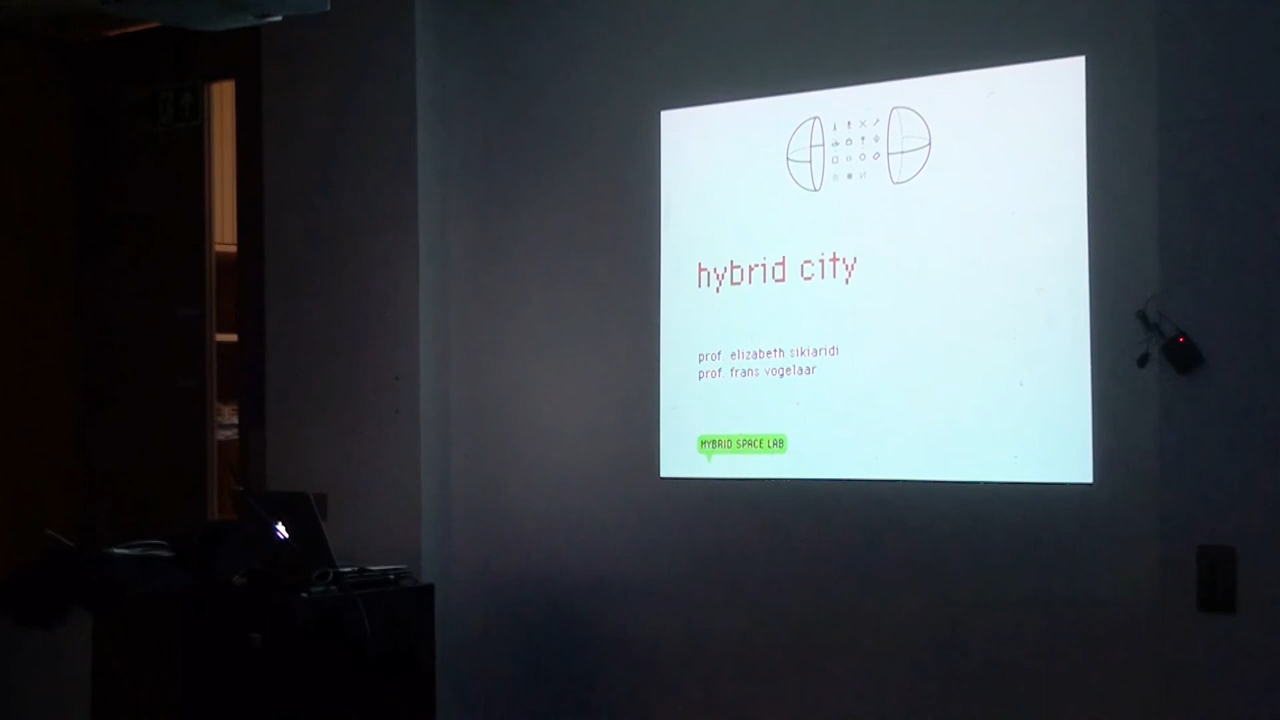 hybrid city
prof. elizabeth sikiaridi
prof. frans vogelaar
HYBRID SPACE LAB